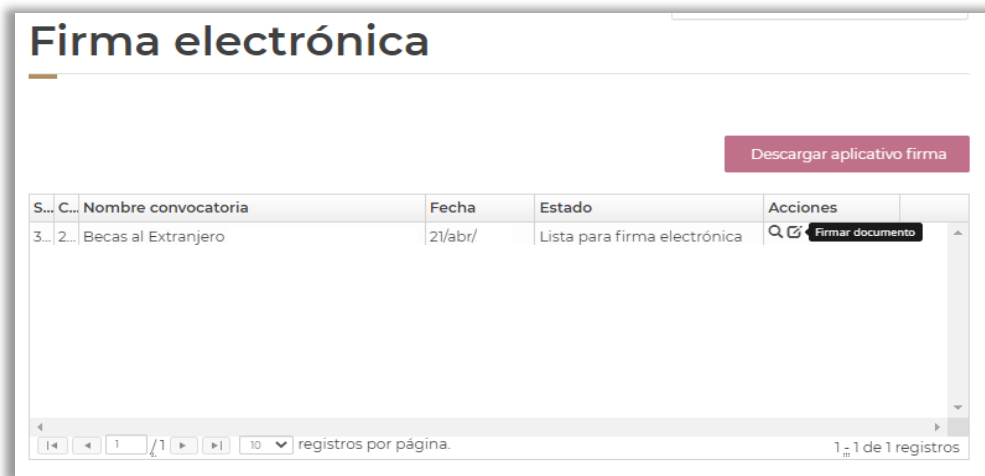 Firma electrónica
Descargar aplicativo firma
S... C... Nombre convocatoria Fecha Estado Acciones
3... 2... Becas al Extranjero 21/abr/ Lista para firma electrónica Firmar documento
1 / 1 10 registros por página. 1 - 1 de 1 registros